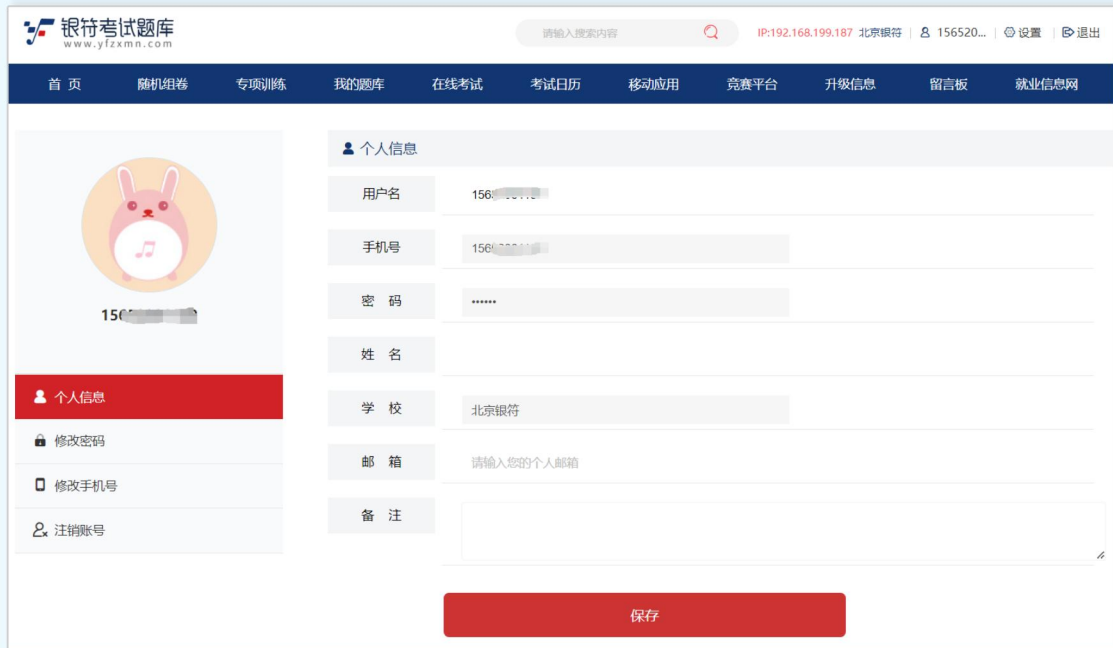 银符考试题库
www.yfzxmn.com
请输入搜索内容
IP:192.168.199.187 北京银符 156520... 设置 退出
首 页 随机组卷 专项训练 我的题库 在线考试 考试日历 移动应用 竞赛平台 升级信息 留言板 就业信息网
个人信息
用户名 156
手机号 156
密 码 ••••••
姓 名
学 校 北京银符
邮 箱 请输入您的个人邮箱
备 注
保存
156
个人信息
修改密码
修改手机号
注销账号